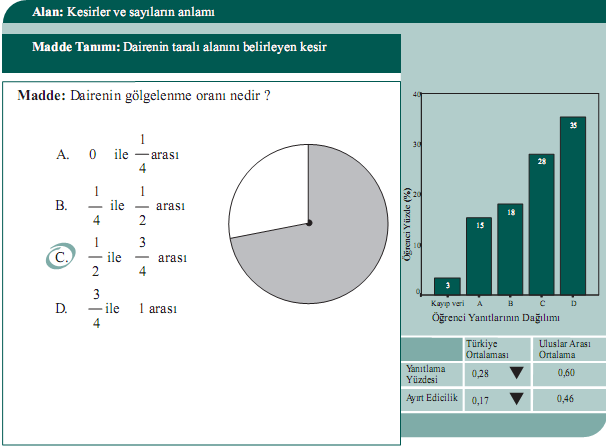 Alan: Kesirler ve sayıların anlamı
Madde Tanımı: Dairenin taralı alanını belirleyen kesir
Madde: Dairenin gölgelenme oranı nedir ?
A. 0 ile 1/4 arası
B. 1/4 ile 1/2 arası
C. 1/2 ile 3/4 arası
D. 3/4 ile 1 arası
Öğrenci Yüzde (%)
40
30
20
10
0
3
15
18
28
35
Kayıp veri A B C D
Öğrenci Yanıtlarının Dağılımı
Türkiye Ortalaması
Uluslar Arası Ortalama
Yanıtlama Yüzdesi 0,28 0,60
Ayırt Edicilik 0,17 0,46